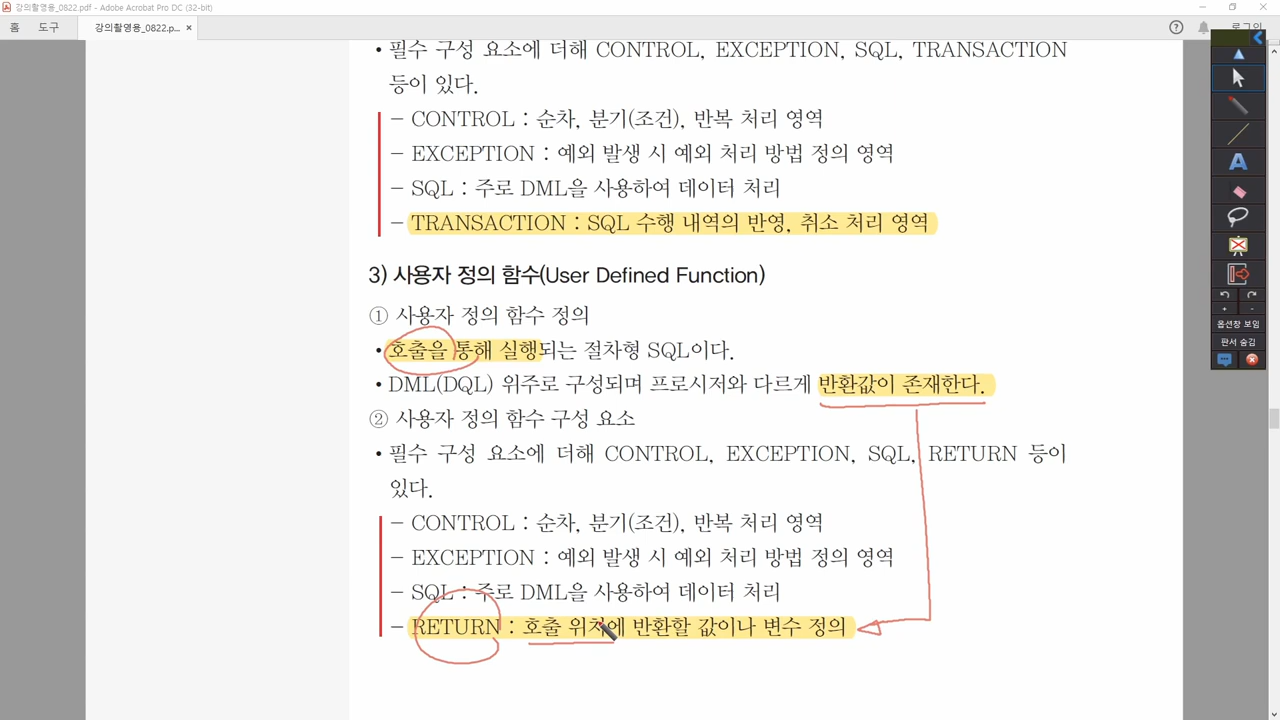 강의촬영용_0822.pdf - Adobe Acrobat Pro DC (32-bit)
홈 도구 강의촬영용_0822.p... × 로그인
• 필수 구성 요소에 더해 CONTROL, EXCEPTION, SQL, TRANSACTION
등이 있다.
– CONTROL : 순차, 분기(조건), 반복 처리 영역
– EXCEPTION : 예외 발생 시 예외 처리 방법 정의 영역
– SQL : 주로 DML을 사용하여 데이터 처리
– TRANSACTION : SQL 수행 내역의 반영, 취소 처리 영역
3) 사용자 정의 함수(User Defined Function)
① 사용자 정의 함수 정의
• 호출을 통해 실행되는 절차형 SQL이다.
• DML(DQL) 위주로 구성되며 프로시저와 다르게 반환값이 존재한다.
② 사용자 정의 함수 구성 요소
• 필수 구성 요소에 더해 CONTROL, EXCEPTION, SQL, RETURN 등이
있다.
– CONTROL : 순차, 분기(조건), 반복 처리 영역
– EXCEPTION : 예외 발생 시 예외 처리 방법 정의 영역
– SQL : 주로 DML을 사용하여 데이터 처리
– RETURN : 호출 위치에 반환할 값이나 변수 정의
A
옵션창 보임
판서 숨김